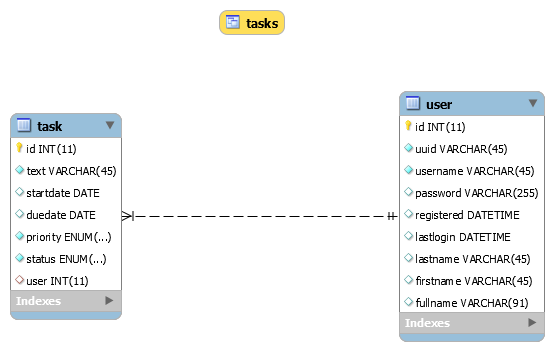 tasks
task
id INT(11)
text VARCHAR(45)
startdate DATE
duedate DATE
priority ENUM(...)
status ENUM(...)
user INT(11)
Indexes
user
id INT(11)
uuid VARCHAR(45)
username VARCHAR(45)
password VARCHAR(255)
registered DATETIME
lastlogin DATETIME
lastname VARCHAR(45)
firstname VARCHAR(45)
fullname VARCHAR(91)
Indexes